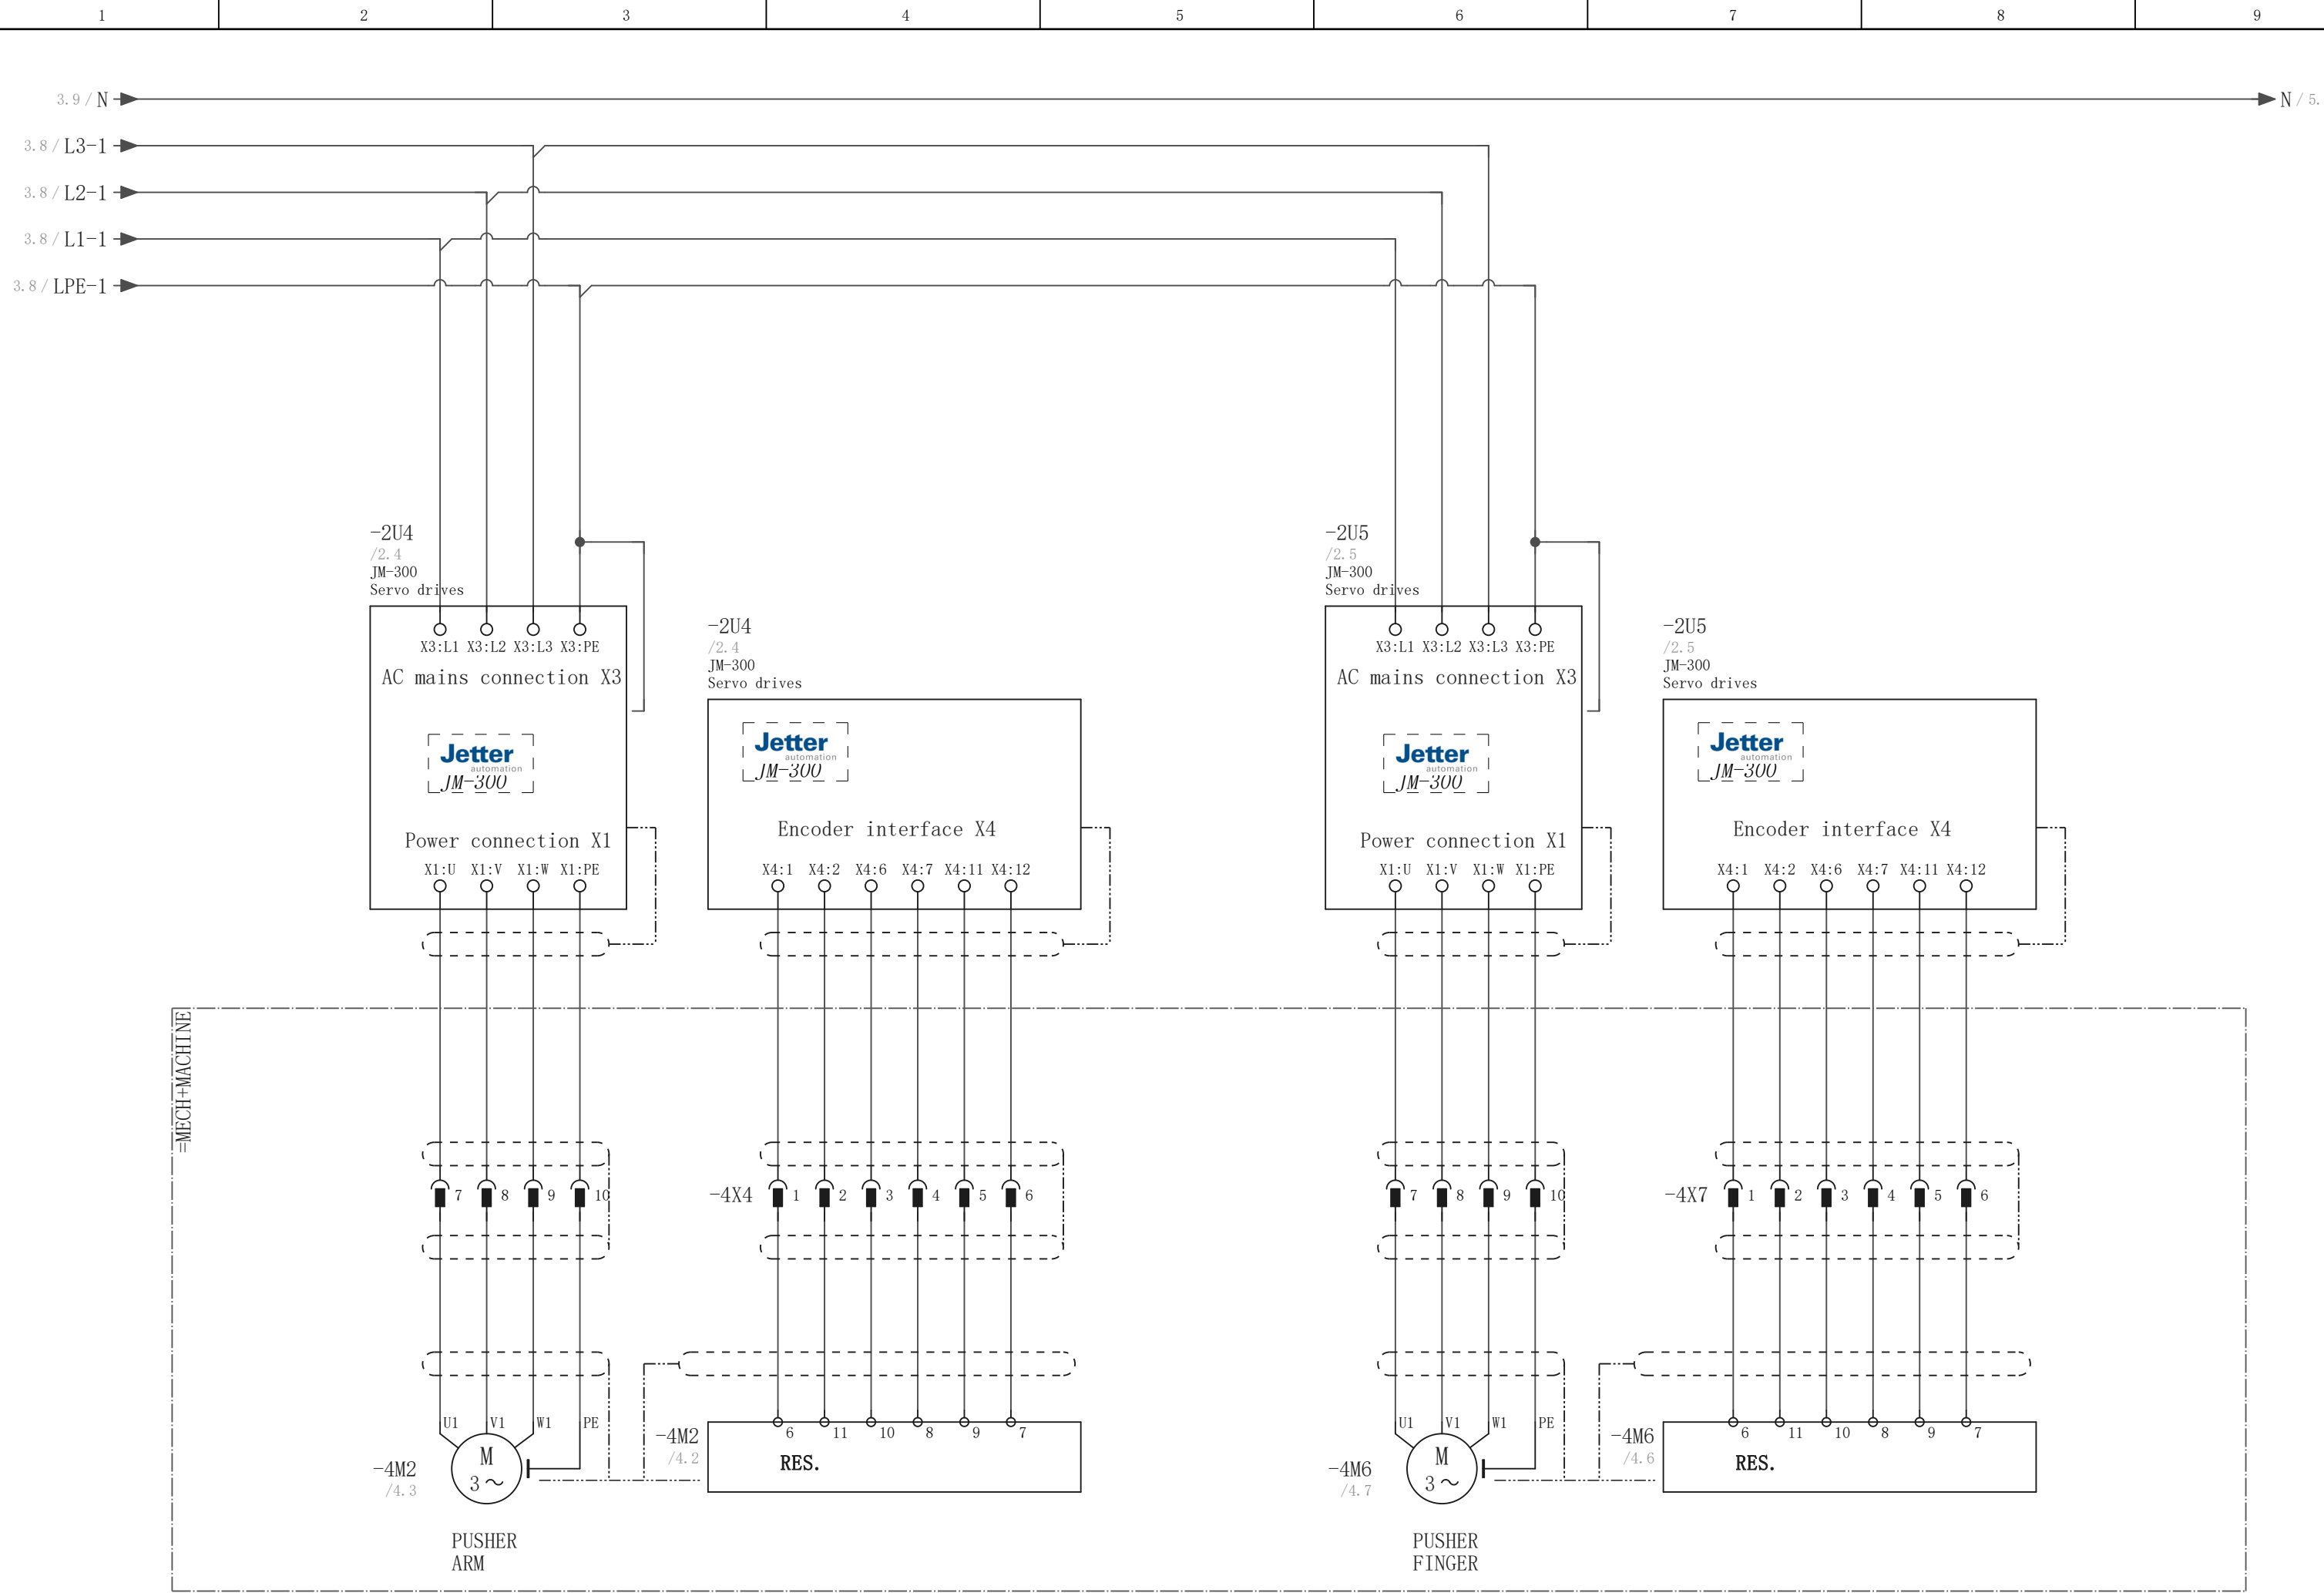 1 2 3 4 5 6 7 8 9
3.9 / N N / 5.
3.8 / L3-1
3.8 / L2-1
3.8 / L1-1
3.8 / LPE-1
-2U4
/2.4
JM-300
Servo drives
X3:L1 X3:L2 X3:L3 X3:PE
AC mains connection X3
Jetter
automation
JM-300
Power connection X1
X1:U X1:V X1:W X1:PE
-2U4
/2.4
JM-300
Servo drives
Jetter
automation
JM-300
Encoder interface X4
X4:1 X4:2 X4:6 X4:7 X4:11 X4:12
-2U5
/2.5
JM-300
Servo drives
X3:L1 X3:L2 X3:L3 X3:PE
AC mains connection X3
Jetter
automation
JM-300
Power connection X1
X1:U X1:V X1:W X1:PE
-2U5
/2.5
JM-300
Servo drives
Jetter
automation
JM-300
Encoder interface X4
X4:1 X4:2 X4:6 X4:7 X4:11 X4:12
=MECH+MACHINE
7 8 9 10
-4X4 1 2 3 4 5 6
7 8 9 10
-4X7 1 2 3 4 5 6
U1 V1 W1 PE
-4M2
/4.3
M
3~
PUSHER
ARM
-4M2
/4.2
6 11 10 8 9 7
RES.
U1 V1 W1 PE
-4M6
/4.7
M
3~
PUSHER
FINGER
-4M6
/4.6
6 11 10 8 9 7
RES.